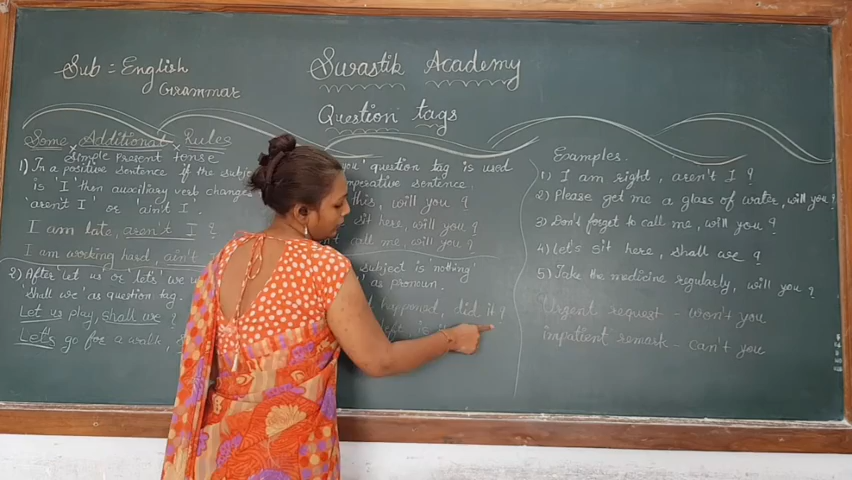 Sub = English
Grammar
Swastik Academy
Question tags
Some Additional Rules
Simple Present tense
1) In a positive sentence if the subje
is 'I' then auxiliary verb changes
'aren't I' or 'ain't I'.
I am late, aren't I ?
I am working hard, ain't
2) After 'Let us' or 'let's' we u
'shall we' as question tag.
Let us play, shall we ?
Let's go for a walk,
you' question tag is used
imperative sentence.
this, will you ?
sit here, will you ?
call me, will you ?
subject is 'nothing'
as pronoun.
happened, did it ?
left, is it
Examples.
1) I am right, aren't I ?
2) Please get me a glass of water, will you ?
3) Don't forget to call me, will you ?
4) Let's sit here, shall we ?
5) Take the medicine regularly, will you ?
Urgent request - won't you
impatient remark - can't you